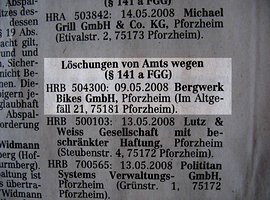 HRB 503842: 14.05.2008 Michael
Grill GmbH & Co. KG, Pforzheim
(Etivalstr. 2, 75173 Pforzheim).
Löschungen von Amts wegen
(§ 141 a FGG)
HRB 504300: 09.05.2008 Bergwerk
Bikes GmbH, Pforzheim (Im Altge-
fäll 21, 75181 Pforzheim).
HRB 500103: 13.05.2008 Lutz &
Weiss Gesellschaft mit be-
schränkter Haftung, Pforzheim
(Steubenstr. 4, 75172 Pforzheim).
HRB 200565: 13.05.2008 Polititan
Systems Verwaltungs- GmbH,
Pforzheim (Grünstr. 1, 75172
Pforzheim).